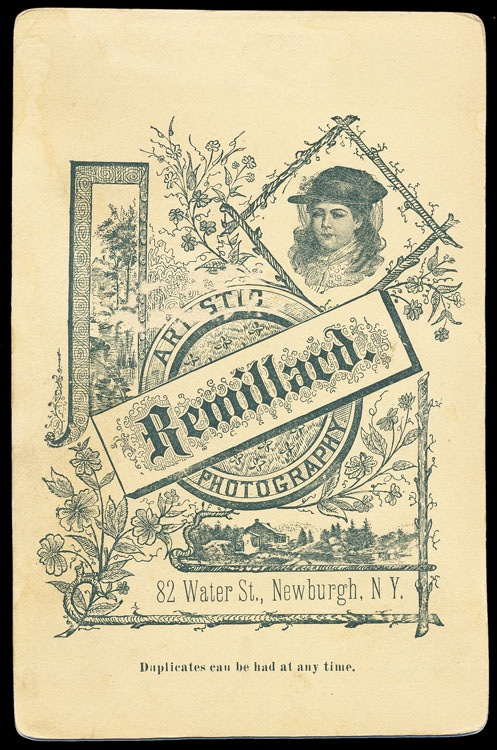 ARTISTIC
Remillard.
PHOTOGRAPHY
82 Water St., Newburgh, N Y.
Duplicates can be had at any time.